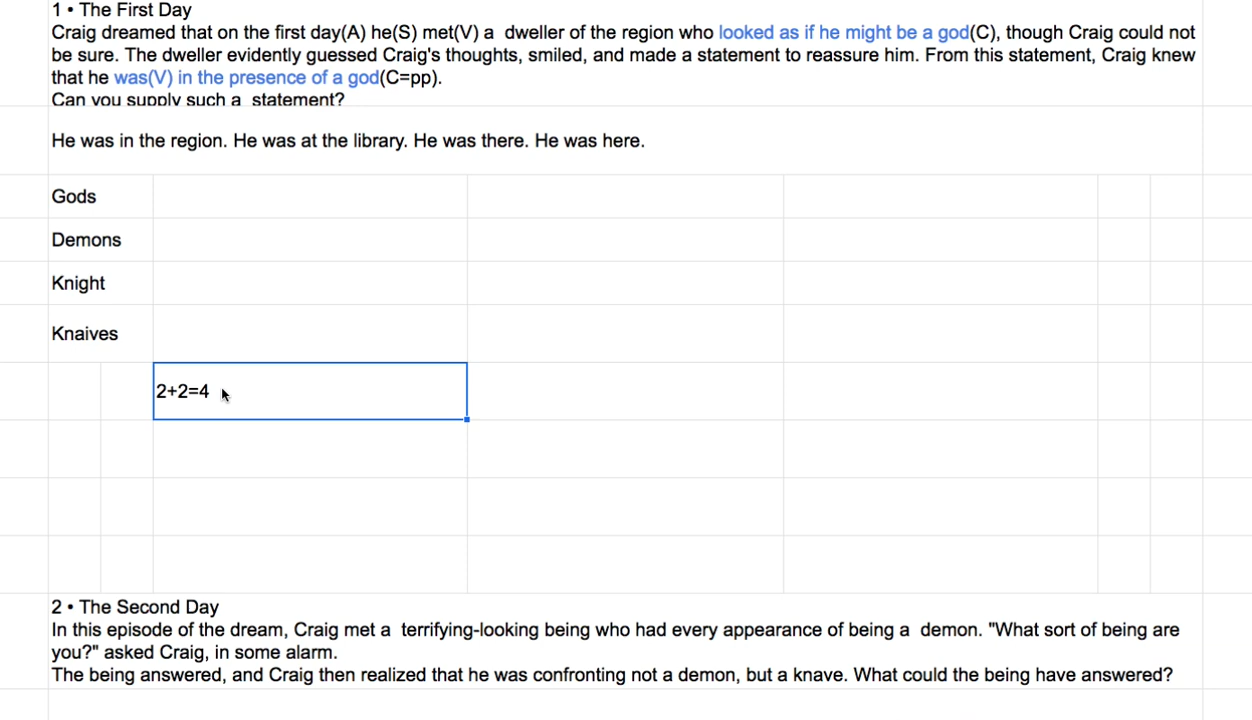 1 • The First Day
Craig dreamed that on the first day(A) he(S) met(V) a  dweller of the region who looked as if he might be a god(C), though Craig could not
be sure. The dweller evidently guessed Craig's thoughts, smiled, and made a statement to reassure him. From this statement, Craig knew
that he was(V) in the presence of a god(C=pp).
Can you supply such a  statement?
He was in the region. He was at the library. He was there. He was here.
Gods
Demons
Knight
Knaives
2+2=4
2 • The Second Day
In this episode of the dream, Craig met a  terrifying-looking being who had every appearance of being a  demon. "What sort of being are
you?" asked Craig, in some alarm.
The being answered, and Craig then realized that he was confronting not a demon, but a knave. What could the being have answered?